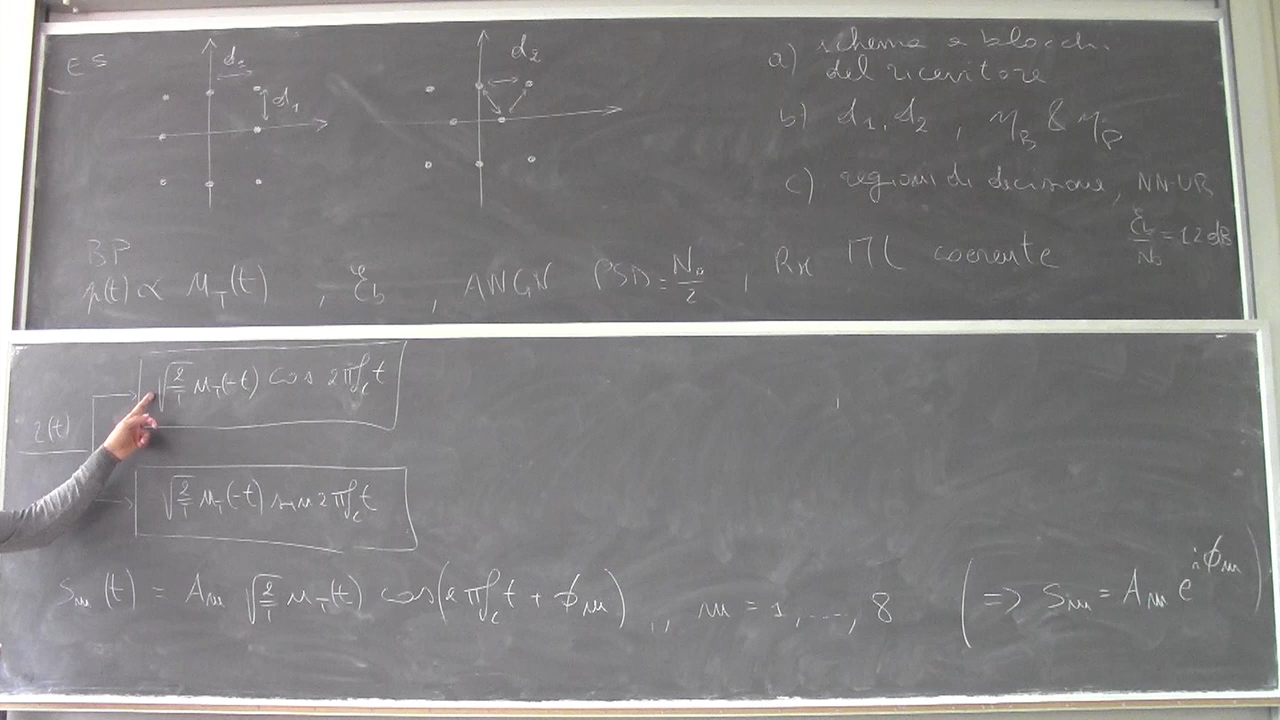 ES
d₁
d₁
d₂
a) schema a blocchi
del ricevitore
b) d₁, d₂, η_B & η_P
c) regioni di decisione, NN-UB
ℰ_b/N₀ = 12 dB
BP
p(t) ∝ u_T(t), ℰ_b, AWGN PSD = N₀/2, Rx ML coerente
r(t)
√(2/T) u_T(-t) cos 2πf_c t
√(2/T) u_T(-t) sin 2πf_c t
s_m(t) = A_m √(2/T) u_T(t) cos(2πf_c t + φ_m), m = 1, ..., 8 (=> s_m = A_m e^{iφ_m})